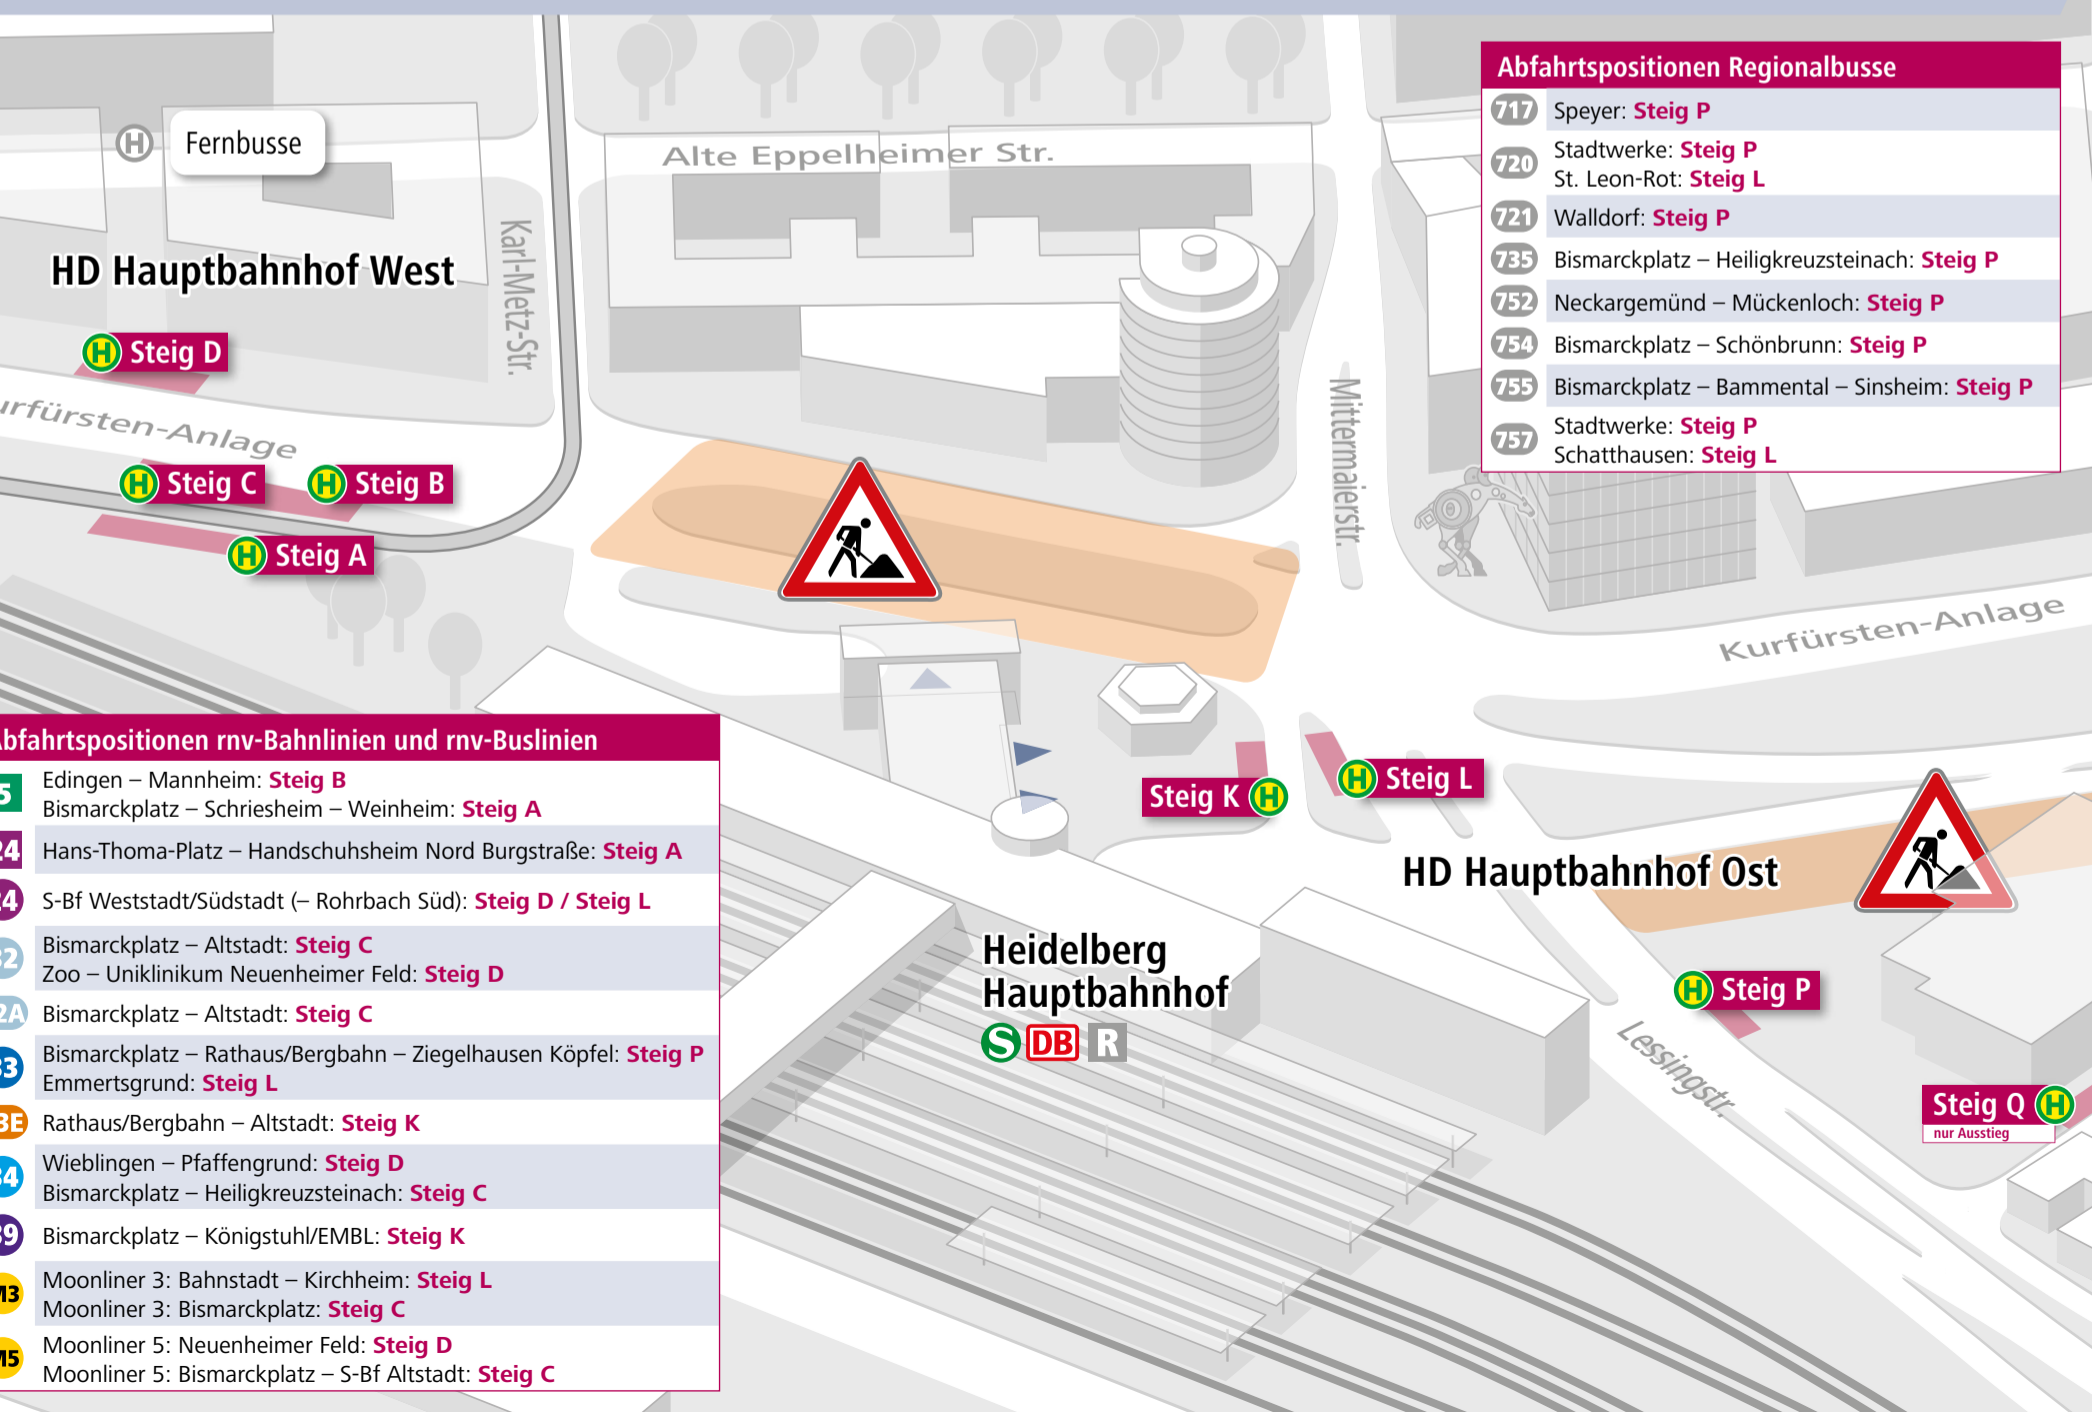 Fernbusse
HD Hauptbahnhof West
Alte Eppelheimer Str.
Karl-Metz-Str.
H Steig D
H Steig C
H Steig B
H Steig A
Mittermaierstr.
Kurfürsten-Anlage
Abfahrtspositionen Regionalbusse
717 Speyer: Steig P
720 Stadtwerke: Steig P
St. Leon-Rot: Steig L
721 Walldorf: Steig P
735 Bismarckplatz – Heiligkreuzsteinach: Steig P
752 Neckargemünd – Mückenloch: Steig P
754 Bismarckplatz – Schönbrunn: Steig P
755 Bismarckplatz – Bammental – Sinsheim: Steig P
757 Stadtwerke: Steig P
Schatthausen: Steig L
Steig K H
H Steig L
HD Hauptbahnhof Ost
H Steig P
Lessingstr.
Steig Q H
nur Ausstieg
Heidelberg
Hauptbahnhof
S DB R
rnv-Bahnlinien und rnv-Buslinien
5 Edingen – Mannheim: Steig B
Bismarckplatz – Schriesheim – Weinheim: Steig A
Hans-Thoma-Platz – Handschuhsheim Nord Burgstraße: Steig A
S-Bf Weststadt/Südstadt (– Rohrbach Süd): Steig D / Steig L
Bismarckplatz – Altstadt: Steig C
Zoo – Uniklinikum Neuenheimer Feld: Steig D
Bismarckplatz – Altstadt: Steig C
Bismarckplatz – Rathaus/Bergbahn – Ziegelhausen Köpfel: Steig P
Emmertsgrund: Steig L
Rathaus/Bergbahn – Altstadt: Steig K
Wieblingen – Pfaffengrund: Steig D
Bismarckplatz – Heiligkreuzsteinach: Steig C
Bismarckplatz – Königstuhl/EMBL: Steig K
Moonliner 3: Bahnstadt – Kirchheim: Steig L
Moonliner 3: Bismarckplatz: Steig C
Moonliner 5: Neuenheimer Feld: Steig D
Moonliner 5: Bismarckplatz – S-Bf Altstadt: Steig C